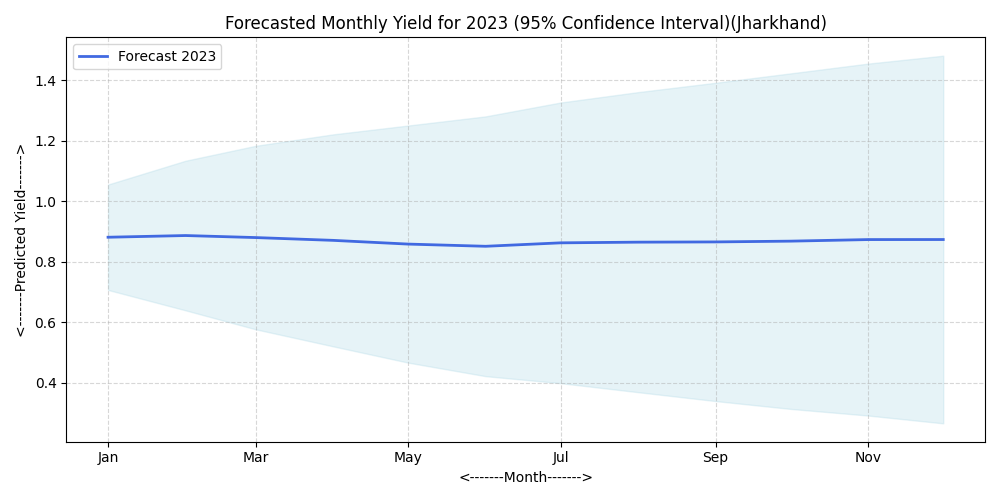 Forecasted Monthly Yield for 2023 (95% Confidence Interval)(Jharkhand)
Forecast 2023
<------Predicted Yield------->
1.4
1.2
1.0
0.8
0.6
0.4
Jan Mar May Jul Sep Nov
<-------Month------->